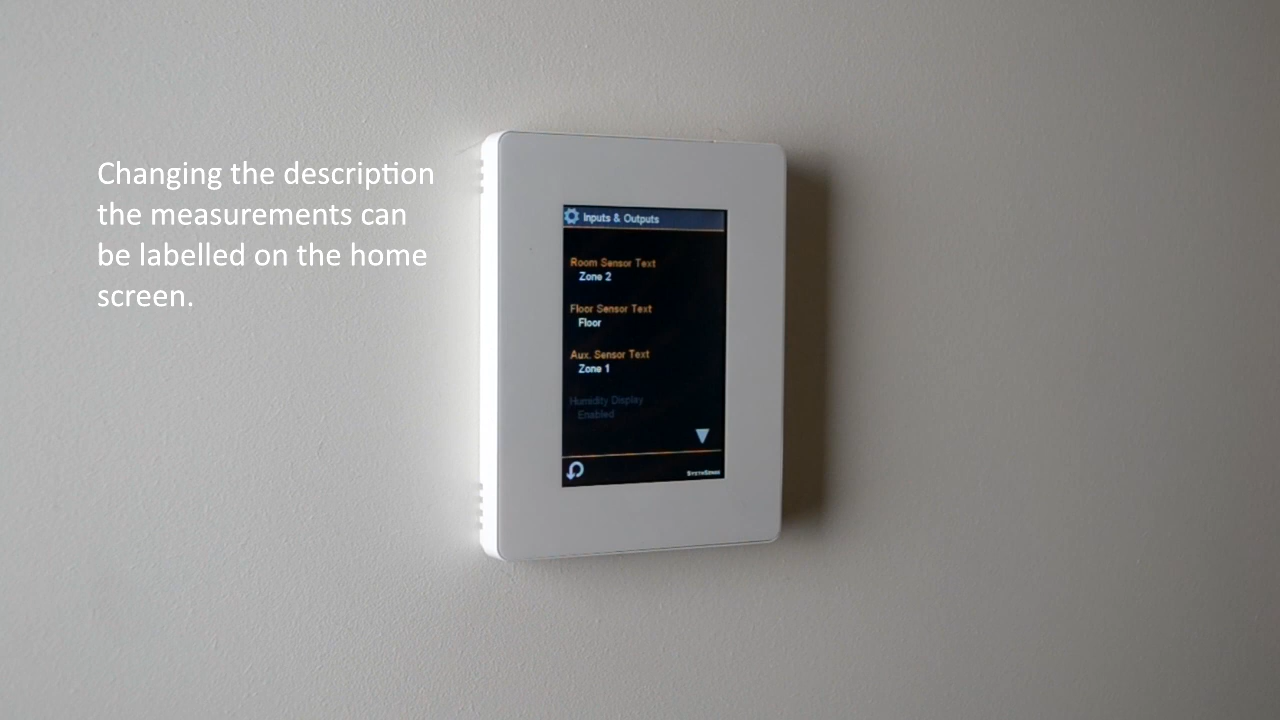 Changing the description
the measurements can
be labelled on the home
screen.
Inputs & Outputs
Room Sensor Text
Zone 2
Floor Sensor Text
Floor
Aux. Sensor Text
Zone 1
Humidity Display
Enabled